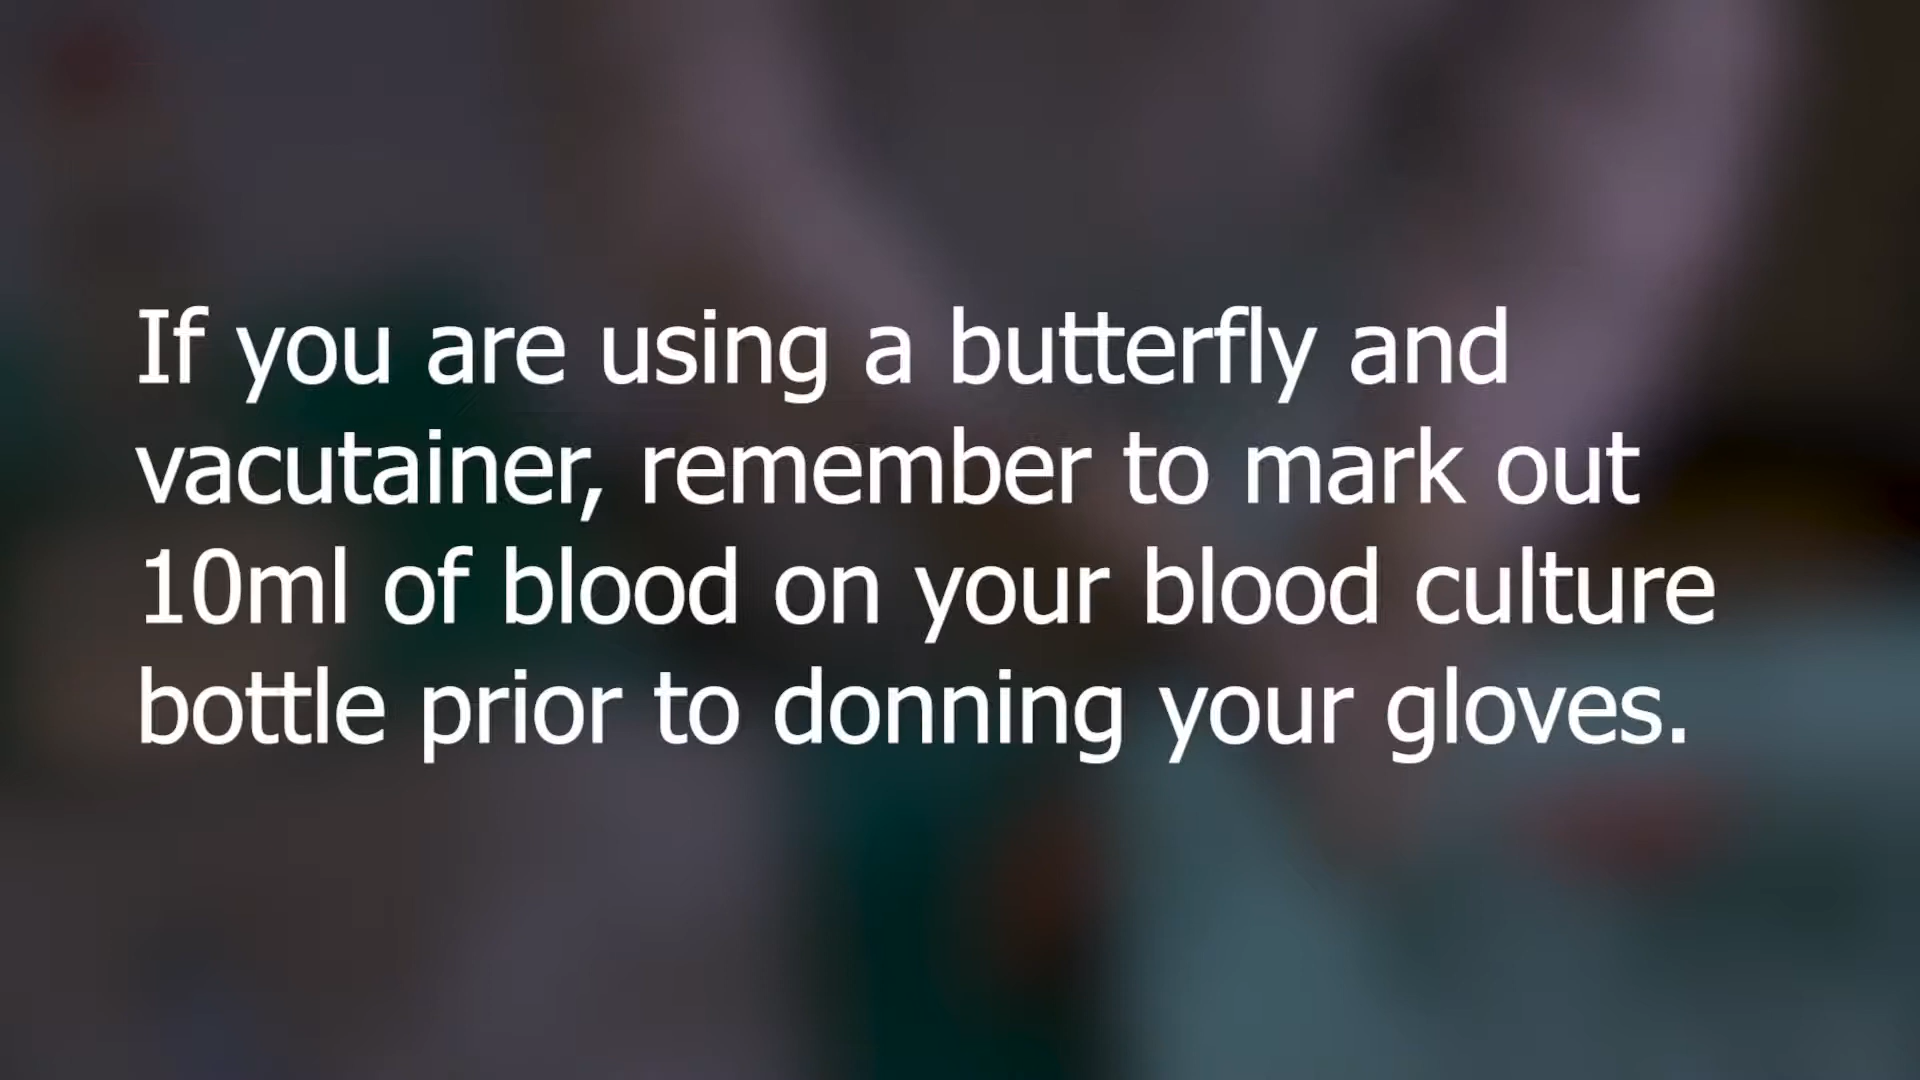 If you are using a butterfly and
vacutainer, remember to mark out
10ml of blood on your blood culture
bottle prior to donning your gloves.